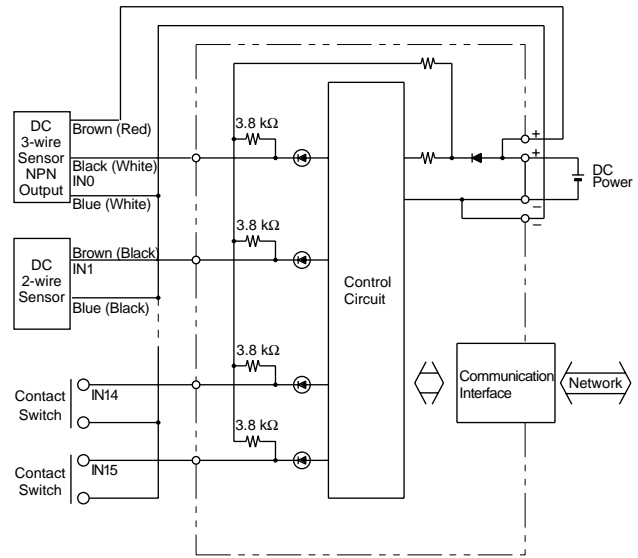 DC
3-wire
Sensor
NPN
Output
Brown (Red)
Black (White)
IN0
Blue (White)
3.8 kΩ
DC
2-wire
Sensor
Brown (Black)
IN1
Blue (Black)
3.8 kΩ
Contact
Switch
IN14
3.8 kΩ
Contact
Switch
IN15
3.8 kΩ
Control
Circuit
+
+
−
−
DC
Power
Communication
Interface
Network